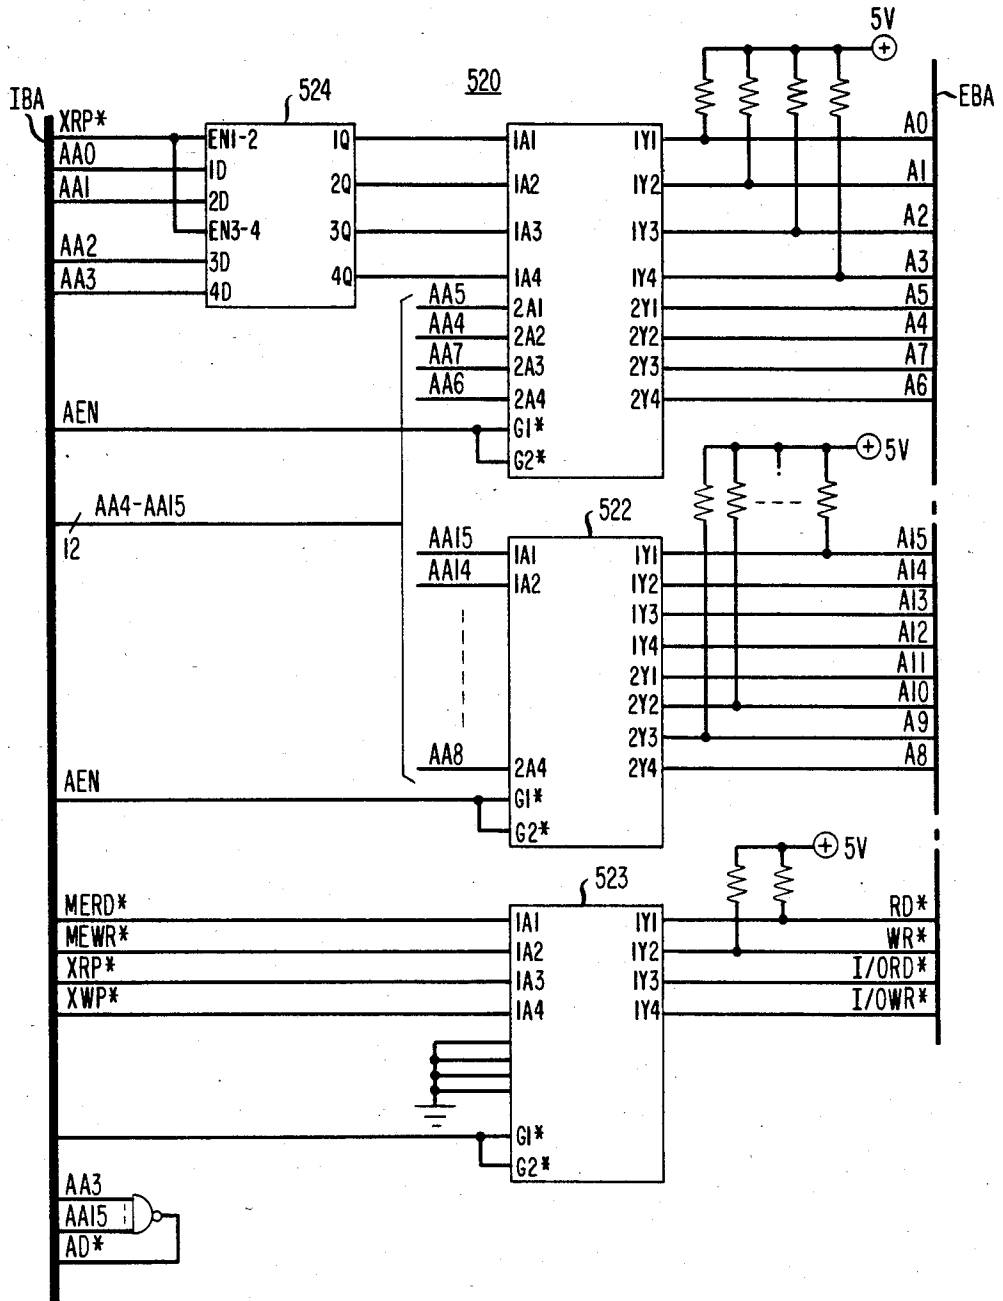 5V
520
524
IBA
EBA
XRP*
EN1-2
1Q
1A1
1Y1
A0
AA0
1D
AA1
2D
2Q
1A2
1Y2
A1
EN3-4
3Q
1A3
1Y3
A2
AA2
3D
AA3
4D
4Q
1A4
1Y4
A3
AA5
2A1
2Y1
A5
AA4
2A2
2Y2
A4
AA7
2A3
2Y3
A7
AA6
2A4
2Y4
A6
AEN
G1*
G2*
5V
AA4-AA15
12
522
AA15
1A1
1Y1
A15
AA14
1A2
1Y2
A14
1Y3
A13
1Y4
A12
2Y1
A11
2Y2
A10
2Y3
A9
AA8
2A4
2Y4
A8
AEN
G1*
G2*
5V
523
MERD*
1A1
1Y1
RD*
MEWR*
1A2
1Y2
WR*
XRP*
1A3
1Y3
I/ORD*
XWP*
1A4
1Y4
I/OWR*
G1*
G2*
AA3
AA15
AD*